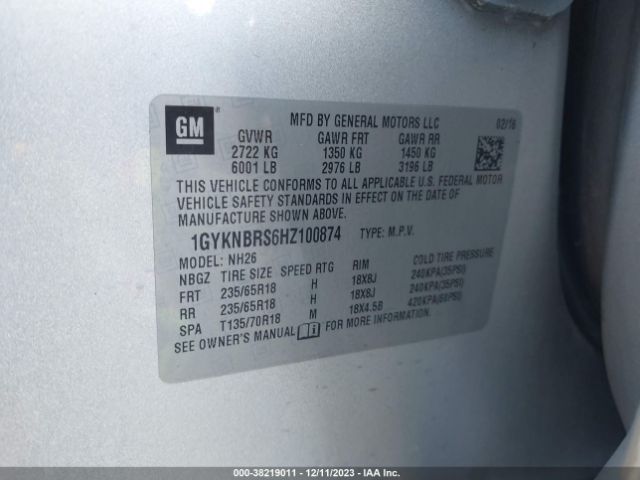 GM
MFD BY GENERAL MOTORS LLC 02/16
GVWR GAWR FRT GAWR RR
2722 KG 1350 KG 1450 KG
6001 LB 2976 LB 3196 LB
THIS VEHICLE CONFORMS TO ALL APPLICABLE U.S. FEDERAL MOTOR
VEHICLE SAFETY STANDARDS IN EFFECT ON THE DATE OF
MANUFACTURE SHOWN ABOVE.
1GYKNBRS6HZ100874 TYPE: M.P.V.
MODEL: NH26
NBGZ TIRE SIZE SPEED RTG RIM COLD TIRE PRESSURE
FRT 235/65R18 H 18X8J 240KPA(35PSI)
RR 235/65R18 H 18X8J 240KPA(35PSI)
SPA T135/70R18 M 18X4.5B 420KPA(60PSI)
SEE OWNER'S MANUAL FOR MORE INFORMATION.
000-38219011 - 12/11/2023 - IAA Inc.